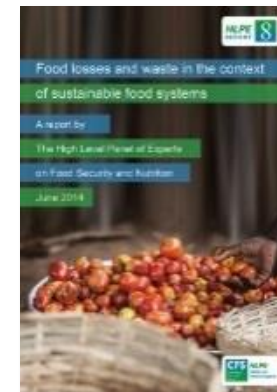 HLPE 8
REPORT
Food losses and waste in the context
of sustainable food systems
A report by
The High Level Panel of Experts
on Food Security and Nutrition
June 2014
CFS HLPE